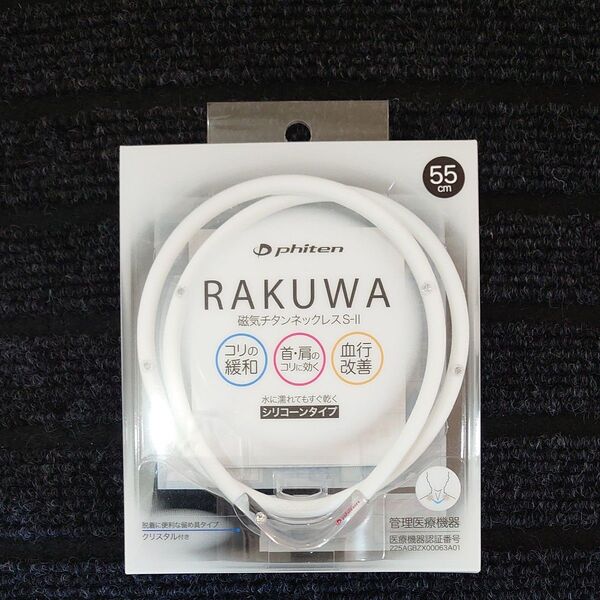 55
cm
phiten
RAKUWA
磁気チタンネックレスS-II
コリの
緩和
首・肩の
コリに効く
血行
改善
水に濡れてもすぐ乾く
シリコーンタイプ
phiten
脱着に便利な留め具タイプ
クリスタル付き
管理医療機器
医療機器認証番号
225AGBZX00063A01